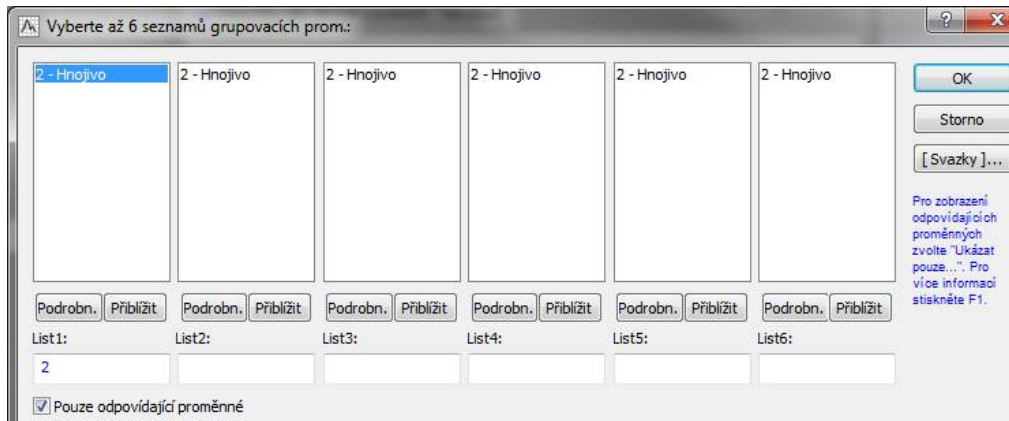 Vyberte až 6 seznamů grupovacích prom.:
2 - Hnojivo 2 - Hnojivo 2 - Hnojivo 2 - Hnojivo 2 - Hnojivo 2 - Hnojivo
OK
Storno
[ Svazky ]...
Pro zobrazení
odpovídajících
proměnných
zvolte "Ukázat
pouze...". Pro
více informací
stiskněte F1.
Podrobn. Přiblížit Podrobn. Přiblížit Podrobn. Přiblížit Podrobn. Přiblížit Podrobn. Přiblížit Podrobn. Přiblížit
List1: List2: List3: List4: List5: List6:
2
Pouze odpovídající proměnné